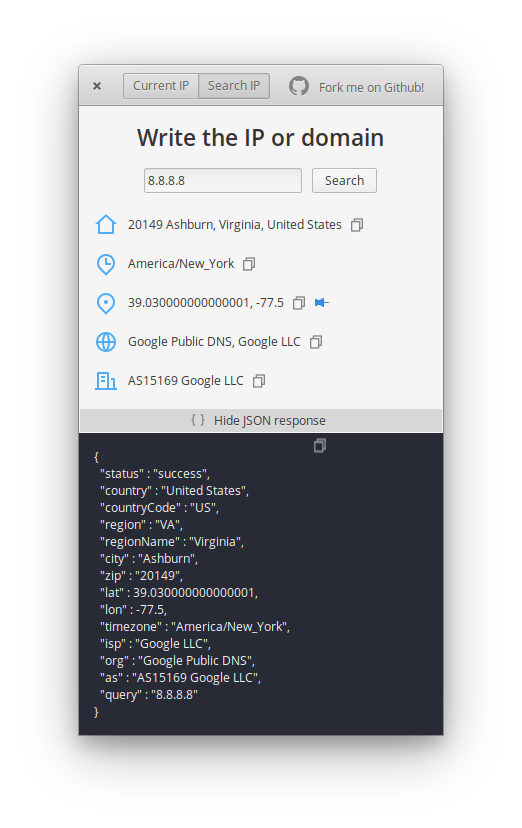 Current IP Search IP Fork me on Github!
Write the IP or domain
8.8.8.8 Search
20149 Ashburn, Virginia, United States
America/New_York
39.030000000000001, -77.5
Google Public DNS, Google LLC
AS15169 Google LLC
{ } Hide JSON response
{
"status" : "success",
"country" : "United States",
"countryCode" : "US",
"region" : "VA",
"regionName" : "Virginia",
"city" : "Ashburn",
"zip" : "20149",
"lat" : 39.030000000000001,
"lon" : -77.5,
"timezone" : "America/New_York",
"isp" : "Google LLC",
"org" : "Google Public DNS",
"as" : "AS15169 Google LLC",
"query" : "8.8.8.8"
}